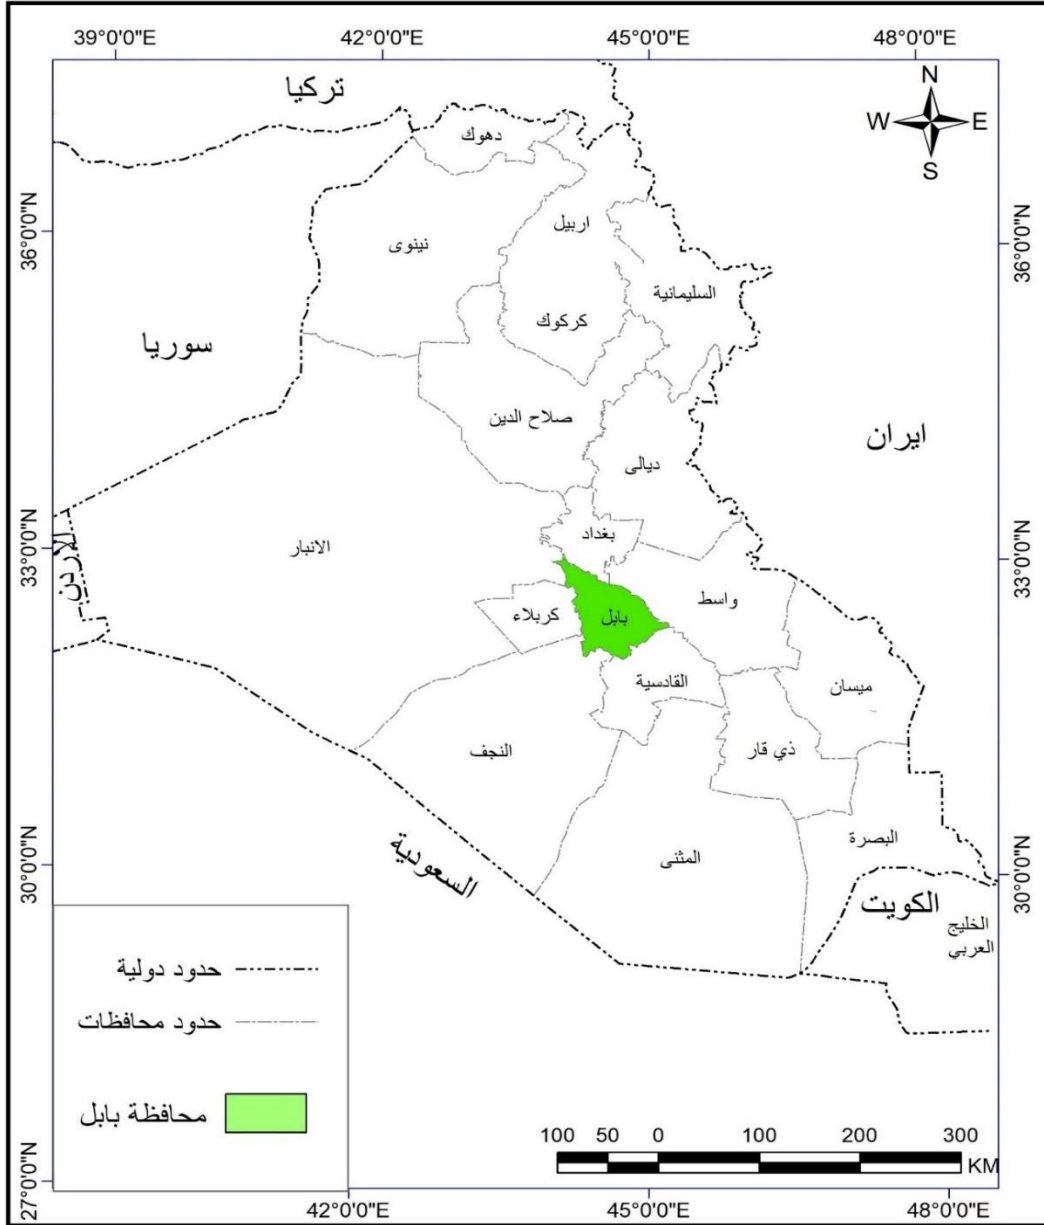 39°0'0"E
42°0'0"E
45°0'0"E
48°0'0"E
N
W
E
S
تركيا
دهوك
اربيل
نينوى
36°0'0"N
36°0'0"N
السليمانية
كركوك
سوريا
صلاح الدين
ايران
ديالى
بغداد
الانبار
33°0'0"N
33°0'0"N
الاردن
واسط
بابل
كربلاء
القادسية
ميسان
النجف
ذي قار
البصرة
المثنى
السعودية
30°0'0"N
30°0'0"N
الكويت
الخليج
العربي
حدود دولية
حدود محافظات
محافظة بابل
100 50 0 100 200 300
KM
27°0'0"N
42°0'0"E
45°0'0"E
48°0'0"E